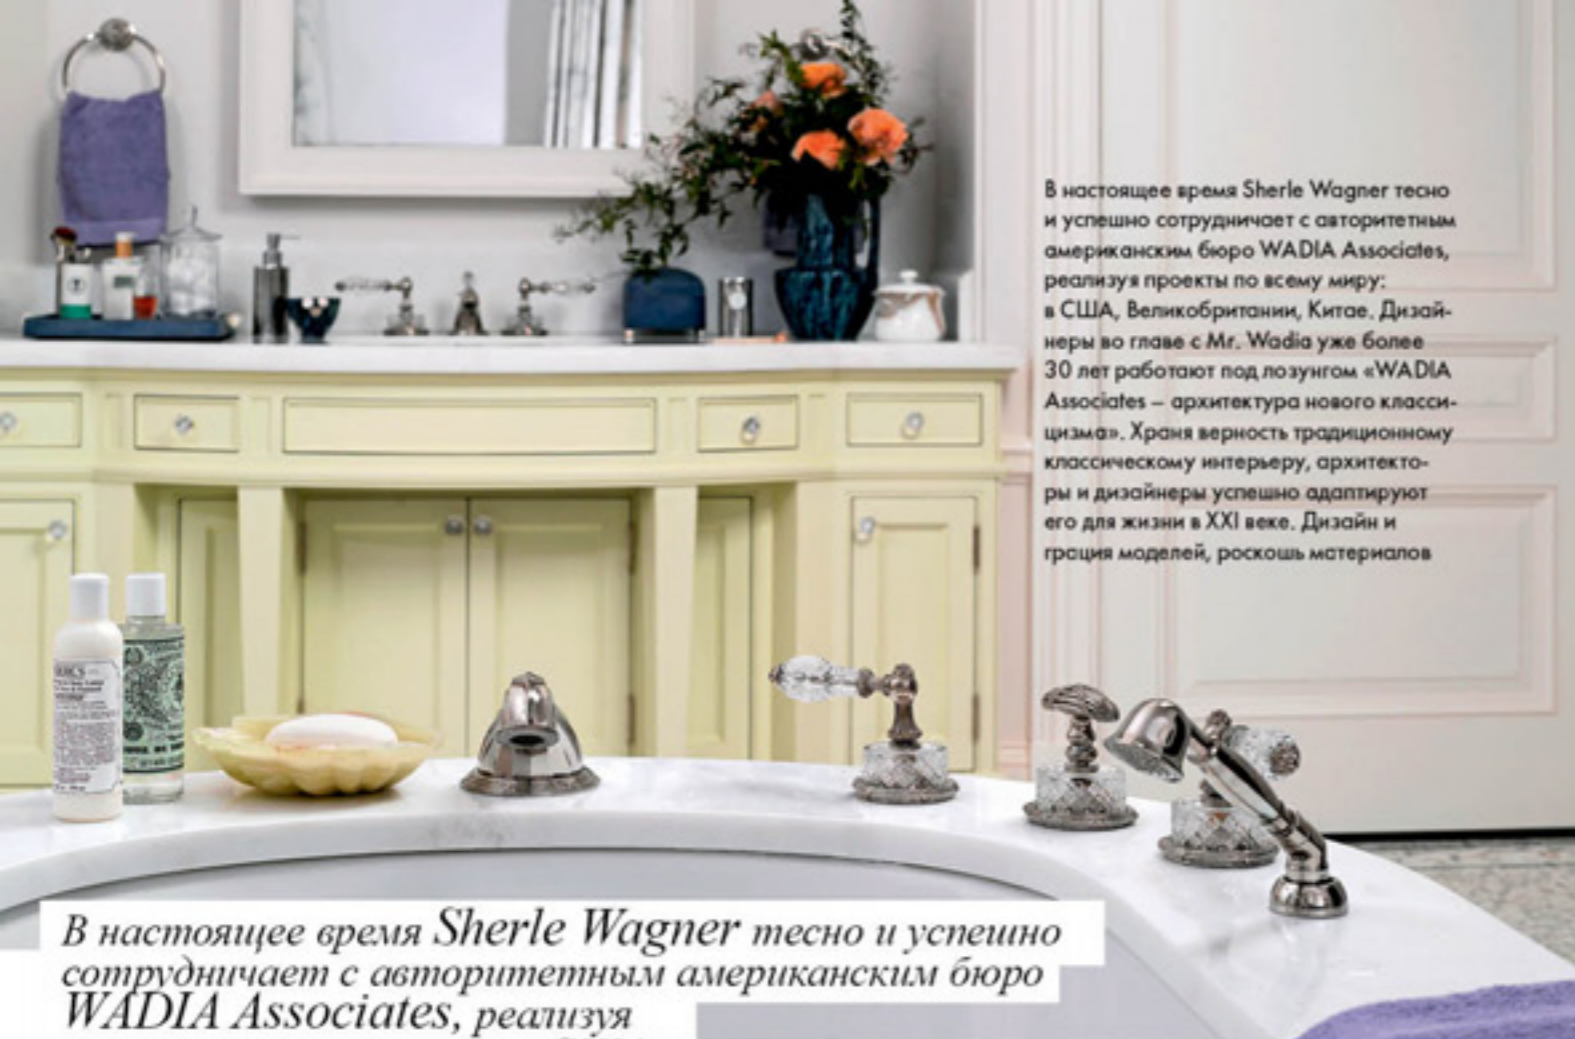 В настоящее время Sherle Wagner тесно
и успешно сотрудничает с авторитетным
американским бюро WADIA Associates,
реализуя проекты по всему миру:
в США, Великобритании, Китае. Дизай-
неры во главе с Mr. Wadia уже более
30 лет работают под лозунгом «WADIA
Associates – архитектура нового класси-
цизма». Храня верность традиционному
классическому интерьеру, архитекто-
ры и дизайнеры успешно адаптируют
его для жизни в XXI веке. Дизайн и
грация моделей, роскошь материалов
В настоящее время Sherle Wagner тесно и успешно
сотрудничает с авторитетным американским бюро
WADIA Associates, реализуя